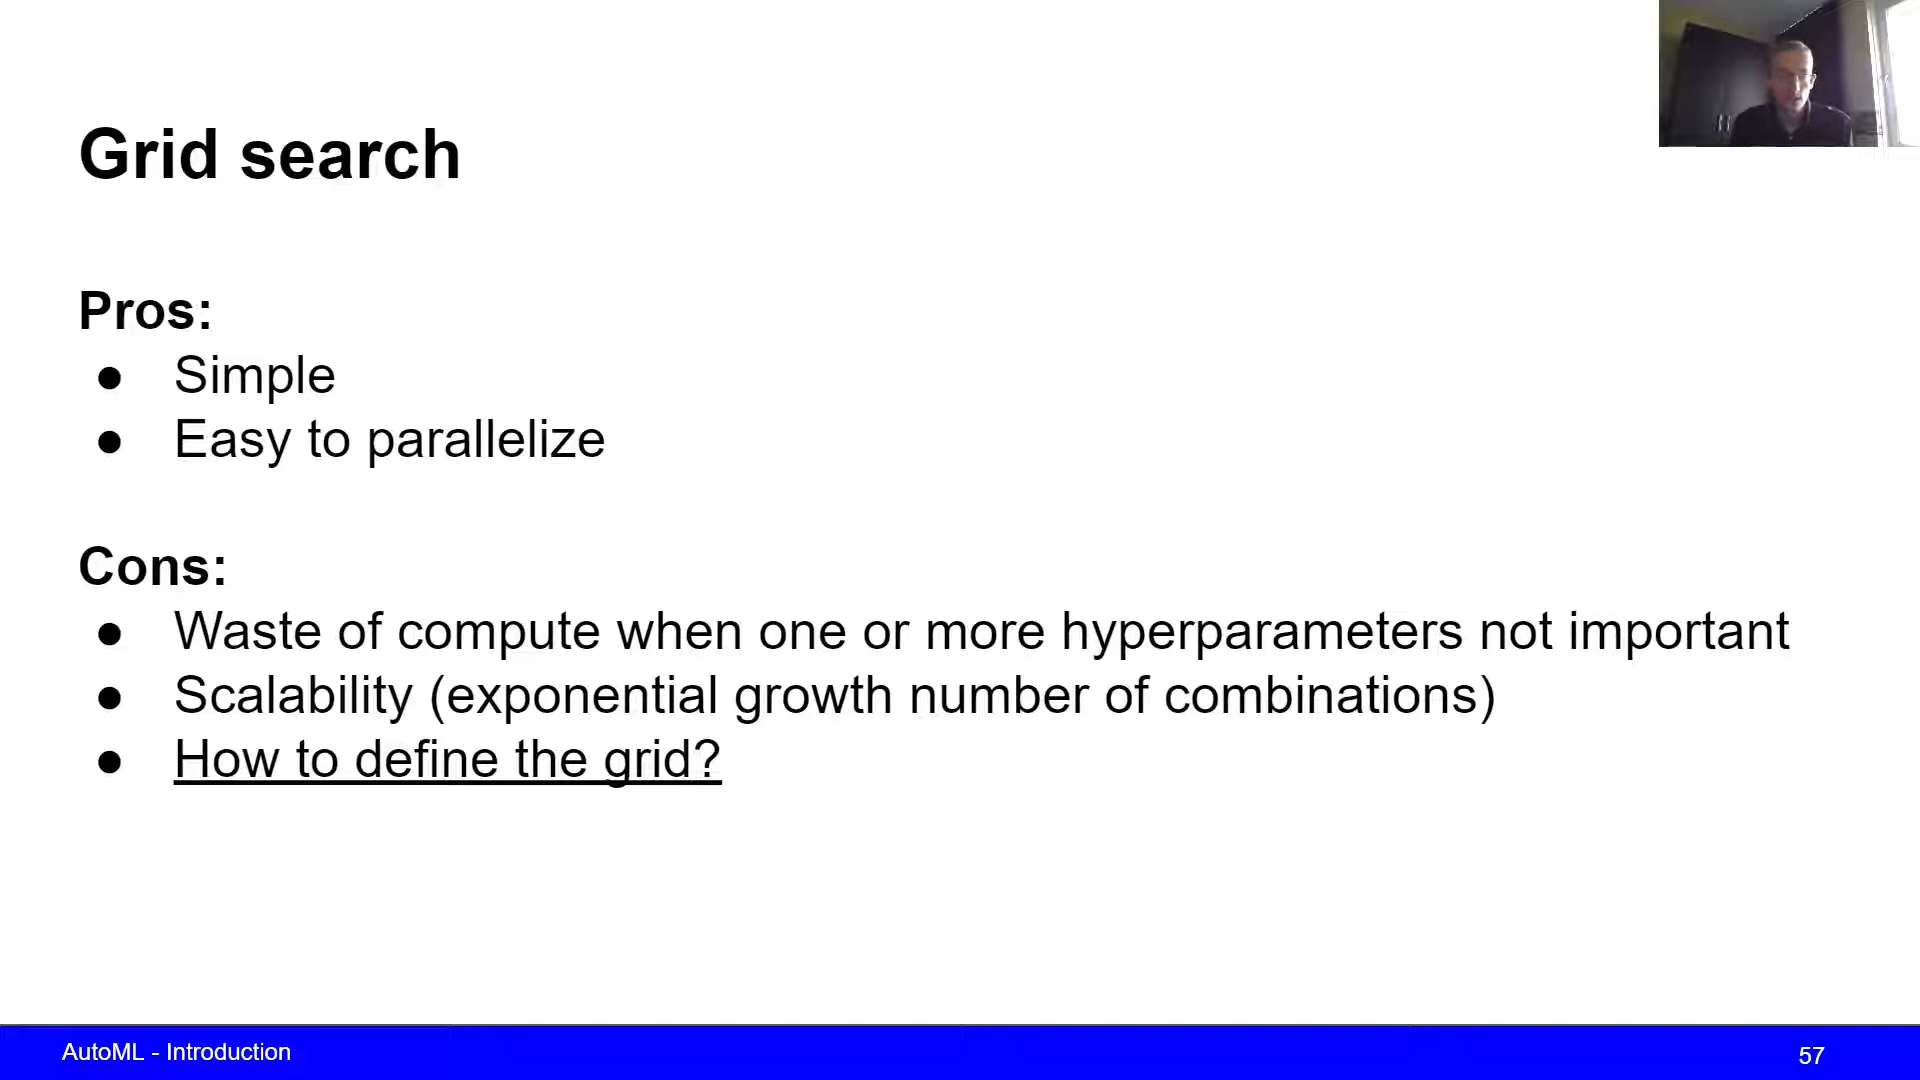 Grid search
Pros:
● Simple
● Easy to parallelize
Cons:
● Waste of compute when one or more hyperparameters not important
● Scalability (exponential growth number of combinations)
● How to define the grid?
AutoML - Introduction
57